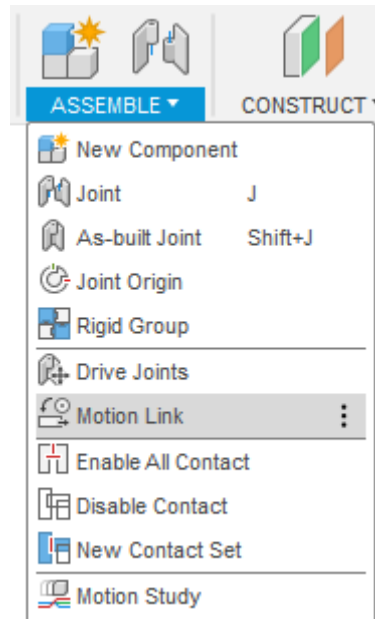 ASSEMBLE ▾
CONSTRUCT
New Component
Joint J
As-built Joint Shift+J
Joint Origin
Rigid Group
Drive Joints
Motion Link
Enable All Contact
Disable Contact
New Contact Set
Motion Study